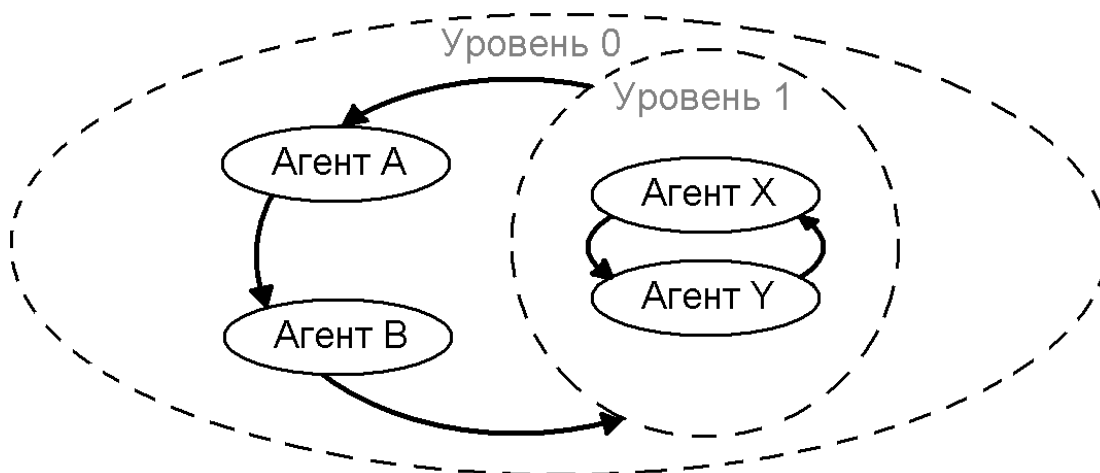 Уровень 0
Уровень 1
Агент A
Агент X
Агент Y
Агент B